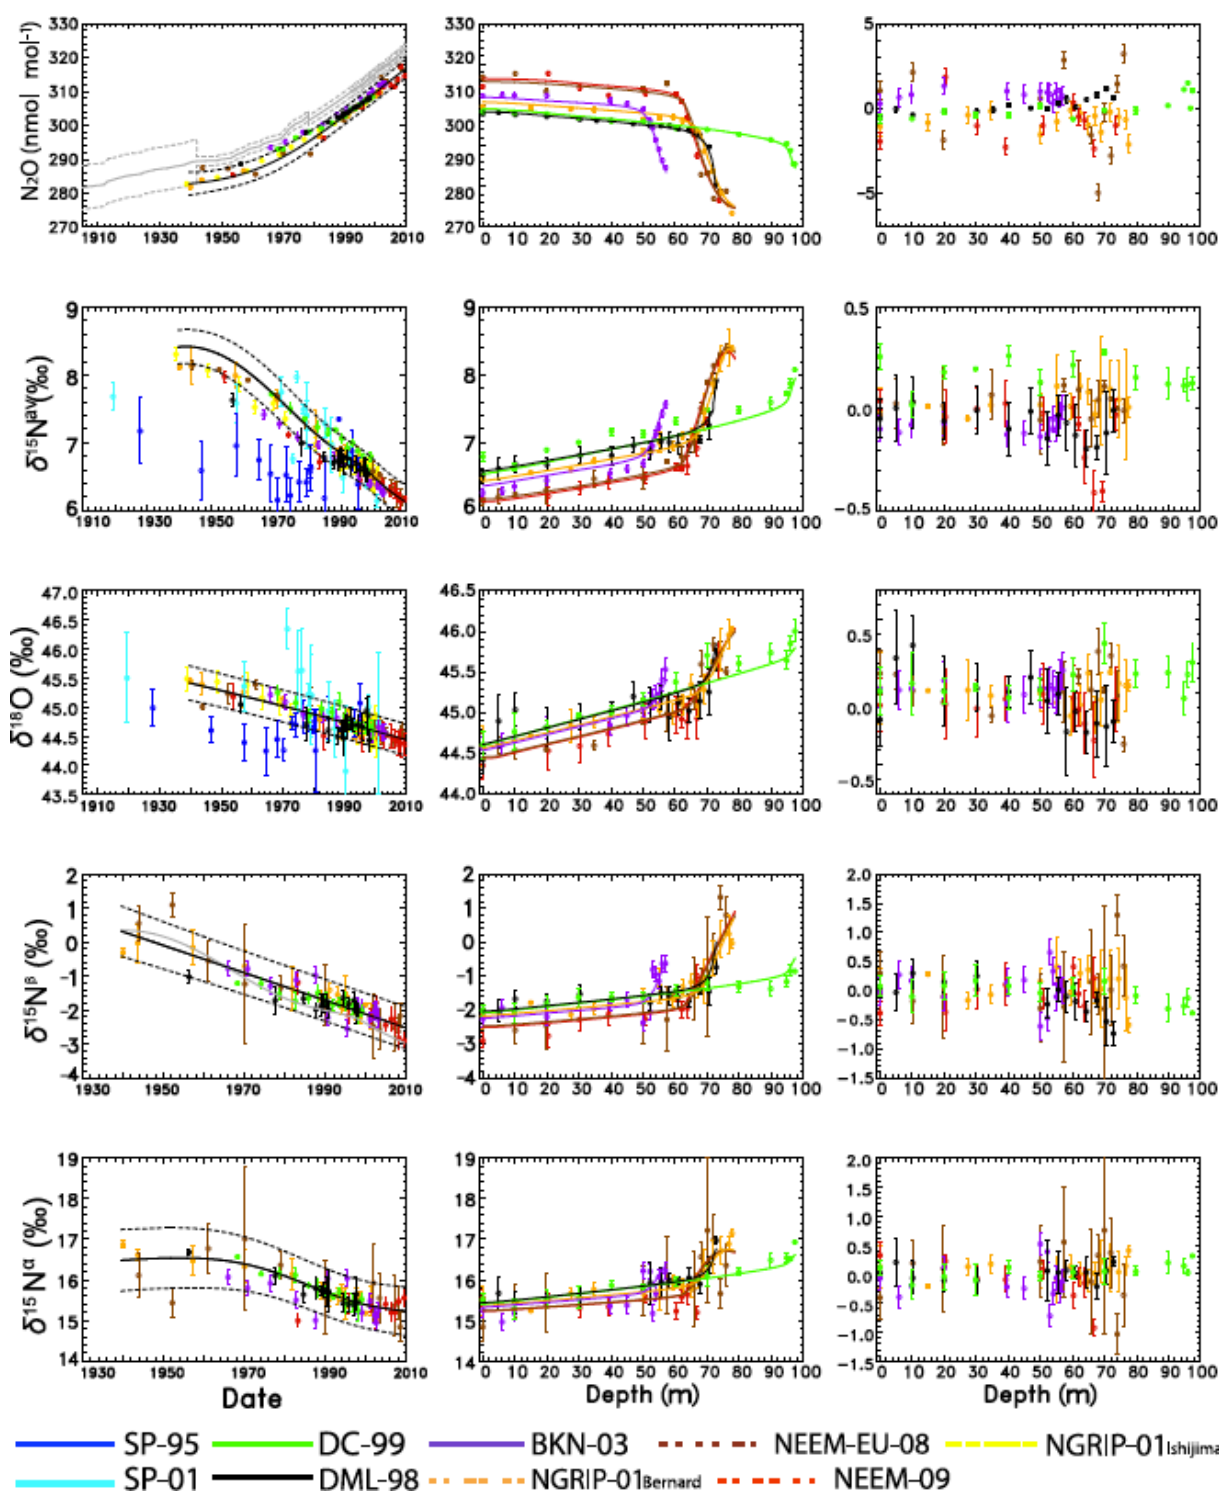 N₂O (nmol mol⁻¹)
330 320 310 300 290 280 270
1910 1930 1950 1970 1990 2010
330 320 310 300 290 280 270
0 10 20 30 40 50 60 70 80 90 100
5 0 −5
0 10 20 30 40 50 60 70 80 90 100
δ¹⁵Nᵃᵛ(‰)
9 8 7 6
1910 1930 1950 1970 1990 2010
9 8 7 6
0 10 20 30 40 50 60 70 80 90 100
0.5 0.0 −0.5
0 10 20 30 40 50 60 70 80 90 100
δ¹⁸O (‰)
47.0 46.5 46.0 45.5 45.0 44.5 44.0 43.5
1910 1930 1950 1970 1990 2010
46.5 46.0 45.5 45.0 44.5 44.0
0 10 20 30 40 50 60 70 80 90 100
0.5 0.0 −0.5
0 10 20 30 40 50 60 70 80 90 100
δ¹⁵Nᵝ (‰)
2 1 0 −1 −2 −3 −4
1930 1950 1970 1990 2010
2 1 0 −1 −2 −3 −4
0 10 20 30 40 50 60 70 80 90 100
2.0 1.5 1.0 0.5 0.0 −0.5 −1.0 −1.5
0 10 20 30 40 50 60 70 80 90 100
δ¹⁵Nᵅ (‰)
19 18 17 16 15 14
1930 1950 1970 1990 2010
Date
19 18 17 16 15 14
0 10 20 30 40 50 60 70 80 90 100
Depth (m)
2.0 1.5 1.0 0.5 0.0 −0.5 −1.0 −1.5
0 10 20 30 40 50 60 70 80 90 100
Depth (m)
SP-95 DC-99 BKN-03 NEEM-EU-08 NGRIP-01 Ishijima
SP-01 DML-98 NGRIP-01 Bernard NEEM-09